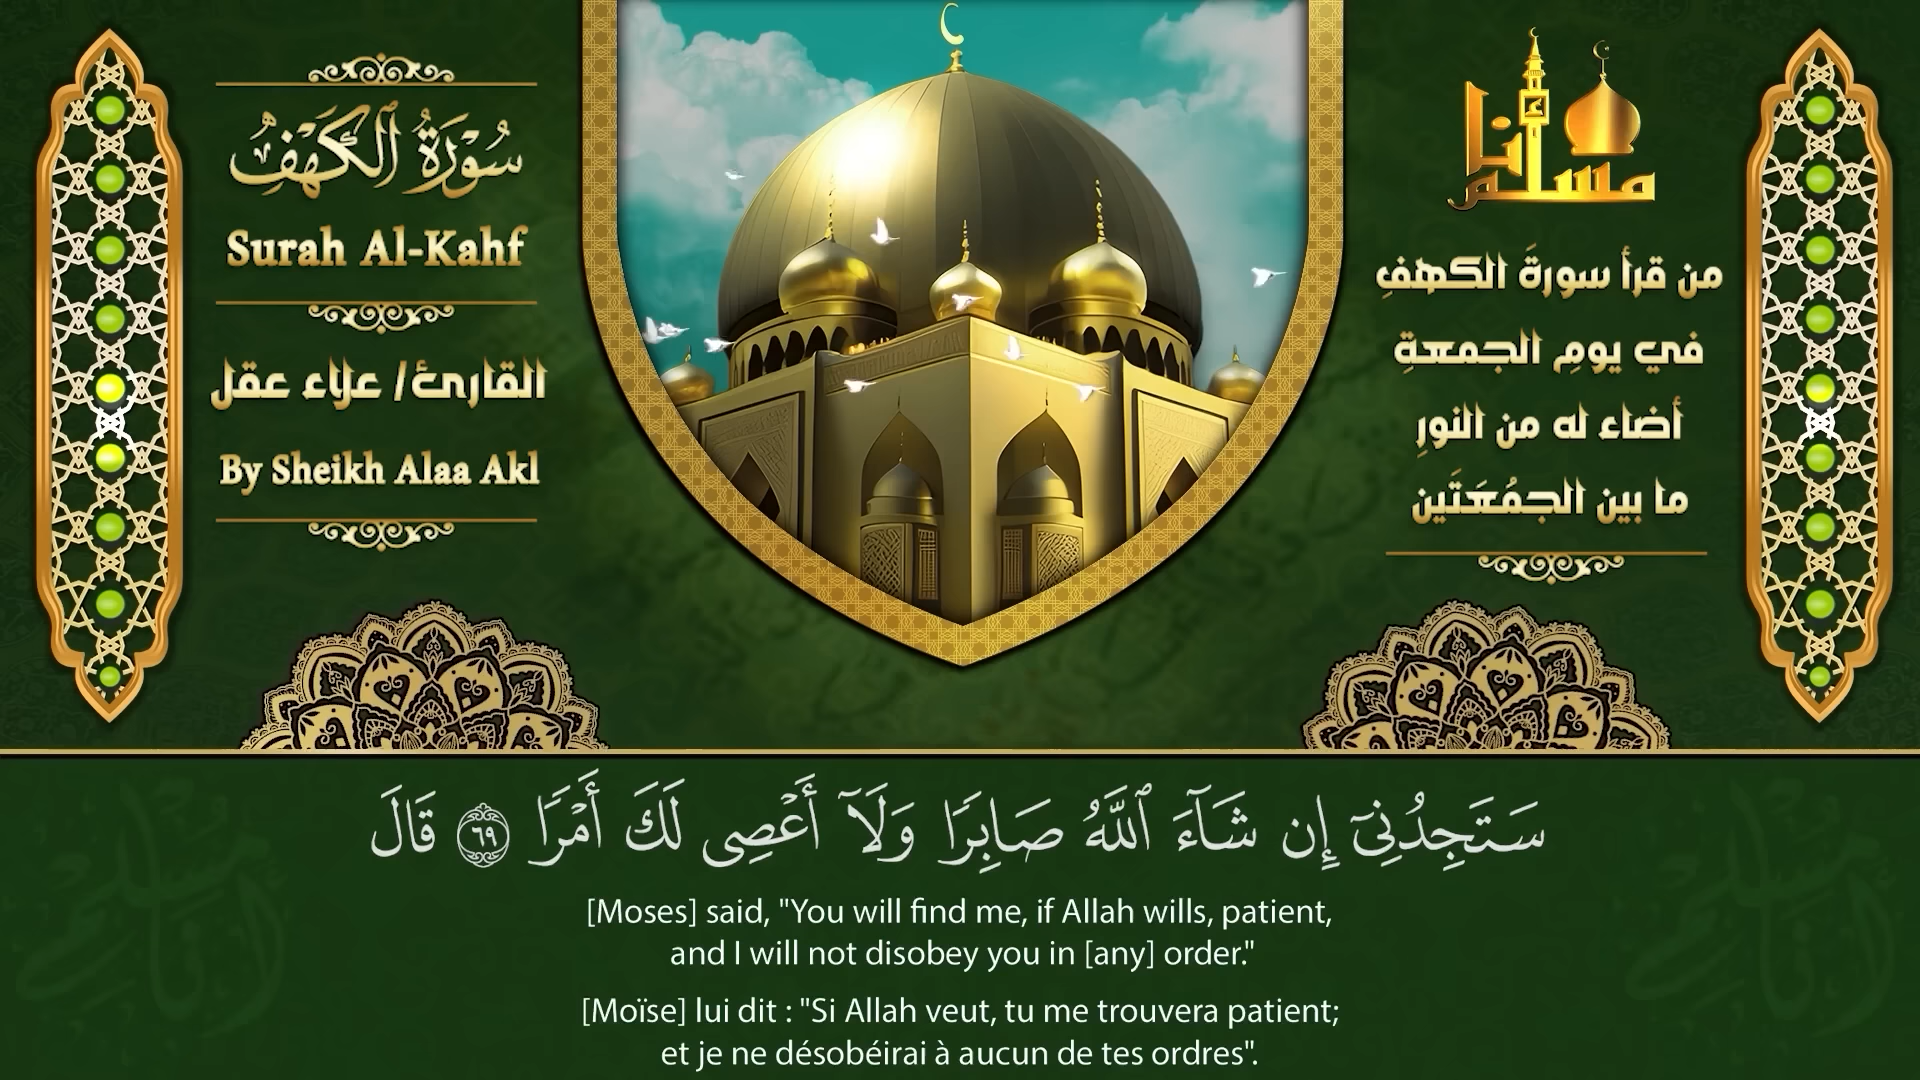 سُورَةُ ٱلْكَهْفِ
Surah Al-Kahf
القارئ/ علاء عقل
By Sheikh Alaa Akl
أنا مسلم
من قرأ سورةَ الكهفِ
في يومِ الجمعةِ
أضاء له من النورِ
ما بين الجمُعَتَين
سَتَجِدُنِىٓ إِن شَآءَ ٱللَّهُ صَابِرًا وَلَآ أَعْصِى لَكَ أَمْرًا ٦٩ قَالَ
[Moses] said, "You will find me, if Allah wills, patient,
and I will not disobey you in [any] order."
[Moïse] lui dit : "Si Allah veut, tu me trouvera patient;
et je ne désobéirai à aucun de tes ordres".